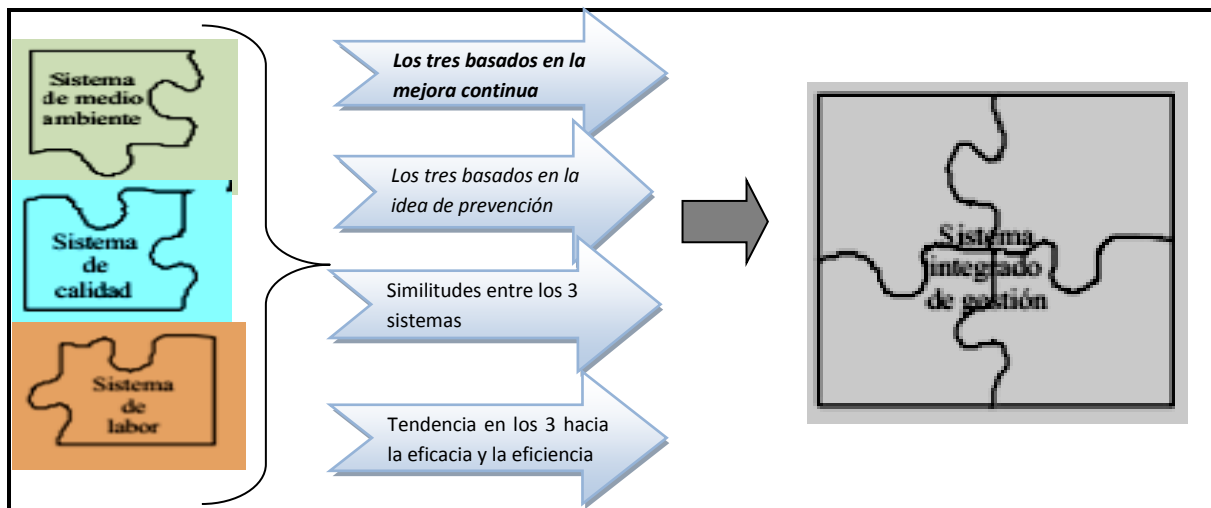 Sistema
de medio
ambiente
Sistema
de
calidad
Sistema
de
labor
Los tres basados en la
mejora continua
Los tres basados en la
idea de prevención
Similitudes entre los 3
sistemas
Tendencia en los 3 hacia
la eficacia y la eficiencia
Sistema
integrado
de gestión